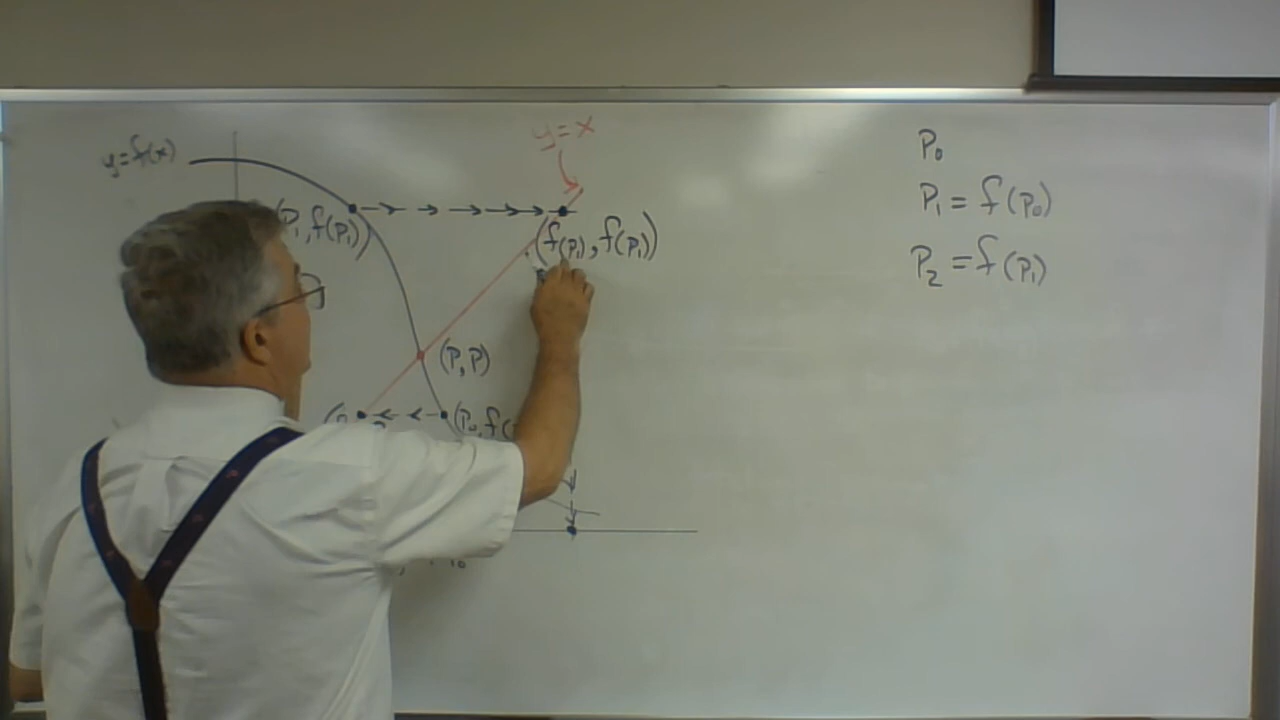 y=x
y=f(x)
P₀
P₁ = f(P₀)
(P₁, f(P₁))
(f(P₁), f(P₁))
P₂ = f(P₁)
(P, P)
(P₀, f(